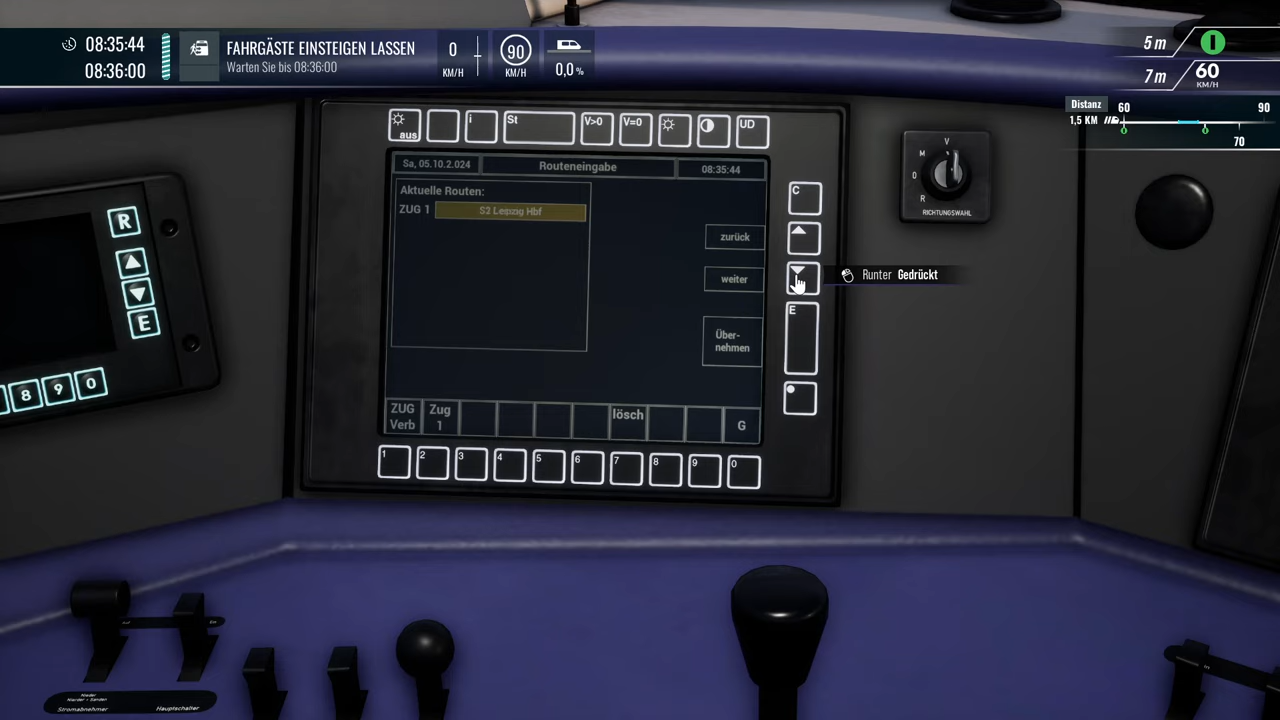 08:35:44
08:36:00
FAHRGÄSTE EINSTEIGEN LASSEN
Warten Sie bis 08:36:00
0
KM/H
90
KM/H
0,0 %
5 m
7 m
60
KM/H
Distanz
1,5 KM
60
90
70
aus
i
St
V>0
V=0
UD
Sa, 05.10.2.024
Routeneingabe
08:35:44
Aktuelle Routen:
ZUG 1
S2 Leipzig Hbf
zurück
weiter
Über-
nehmen
ZUG
Verb
Zug
1
lösch
G
1
2
3
4
5
6
7
8
9
0
C
E
Runter Gedrückt
V
M
0
R
RICHTUNGSWAHL
R
E
8
9
0
Nieder
Nieder + Sanden
Stromabnehmer
Hauptschalter